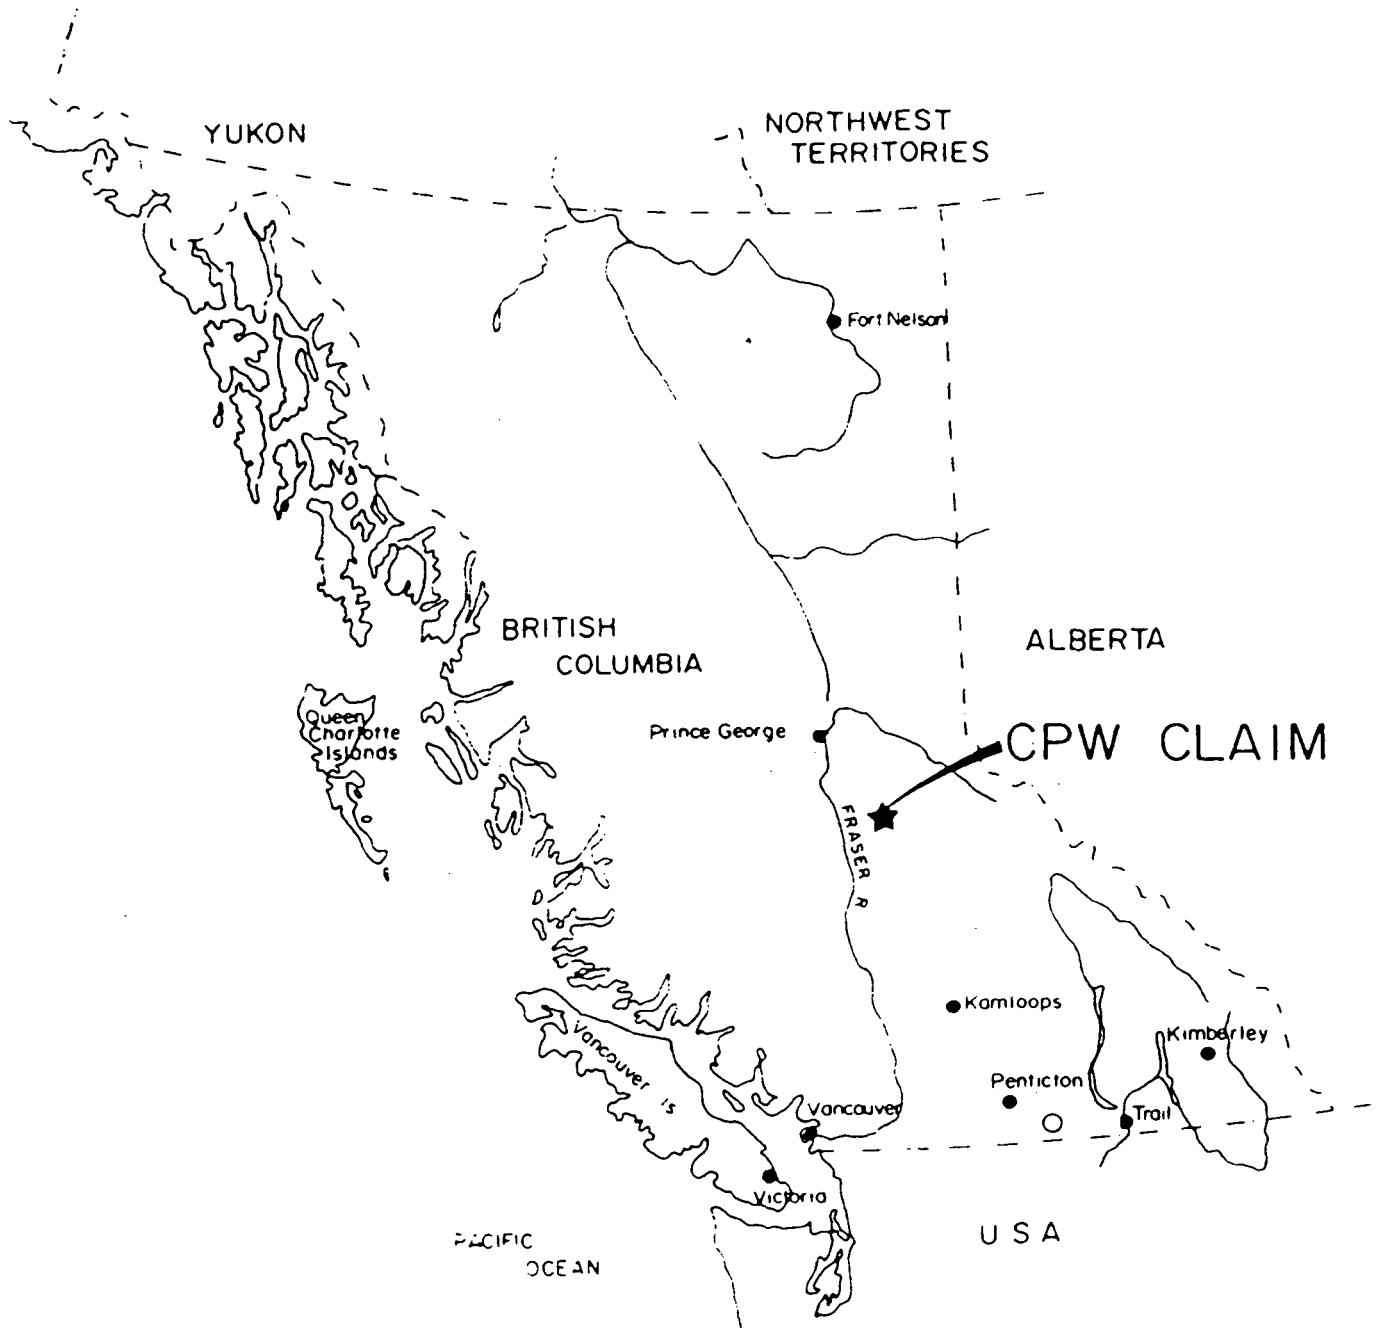 YUKON
NORTHWEST
TERRITORIES
Fort Nelson
BRITISH
COLUMBIA
ALBERTA
Queen
Charlotte
Islands
Prince George
CPW CLAIM
FRASER R
Kamloops
Vancouver Is
Kimberley
Penticton
Vancouver
Trail
Victoria
PACIFIC
OCEAN
USA